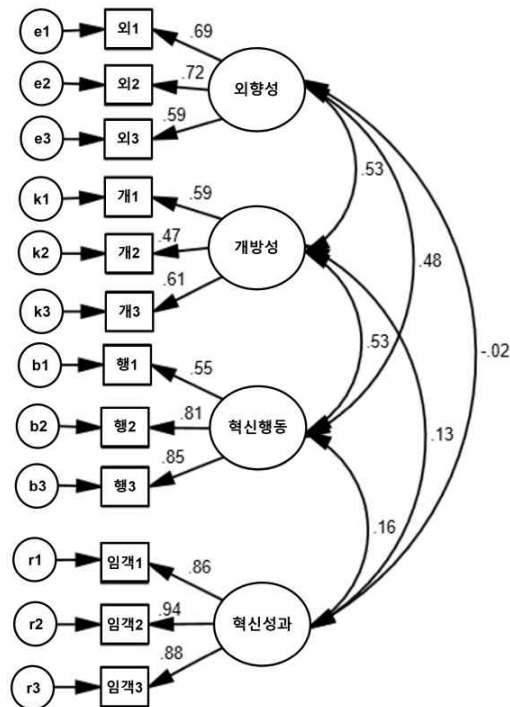 e1
외1
.69
e2
외2
.72
외향성
e3
외3
.59
.53
k1
개1
.59
k2
개2
.47
개방성
.48
k3
개3
.61
b1
행1
.55
.53
-.02
b2
행2
.81
혁신행동
.13
b3
행3
.85
.16
r1
임객1
.86
r2
임객2
.94
혁신성과
r3
임객3
.88